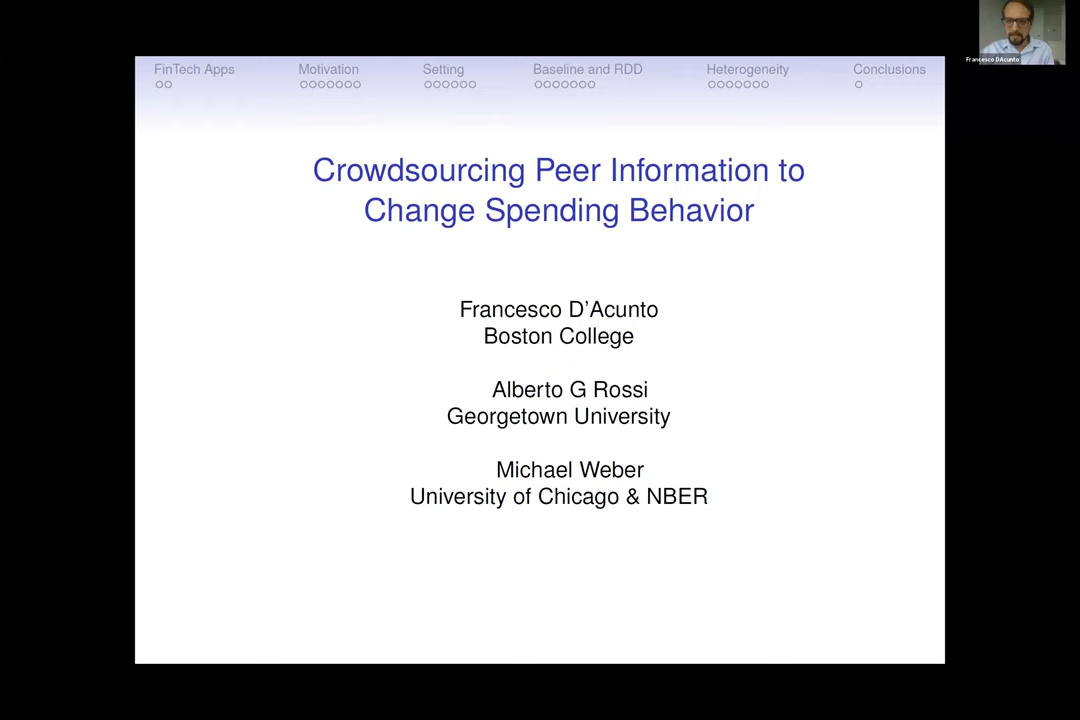 FinTech Apps Motivation Setting Baseline and RDD Heterogeneity Conclusions
Crowdsourcing Peer Information to
Change Spending Behavior
Francesco D'Acunto
Boston College
Alberto G Rossi
Georgetown University
Michael Weber
University of Chicago & NBER
Francesco DAcunto